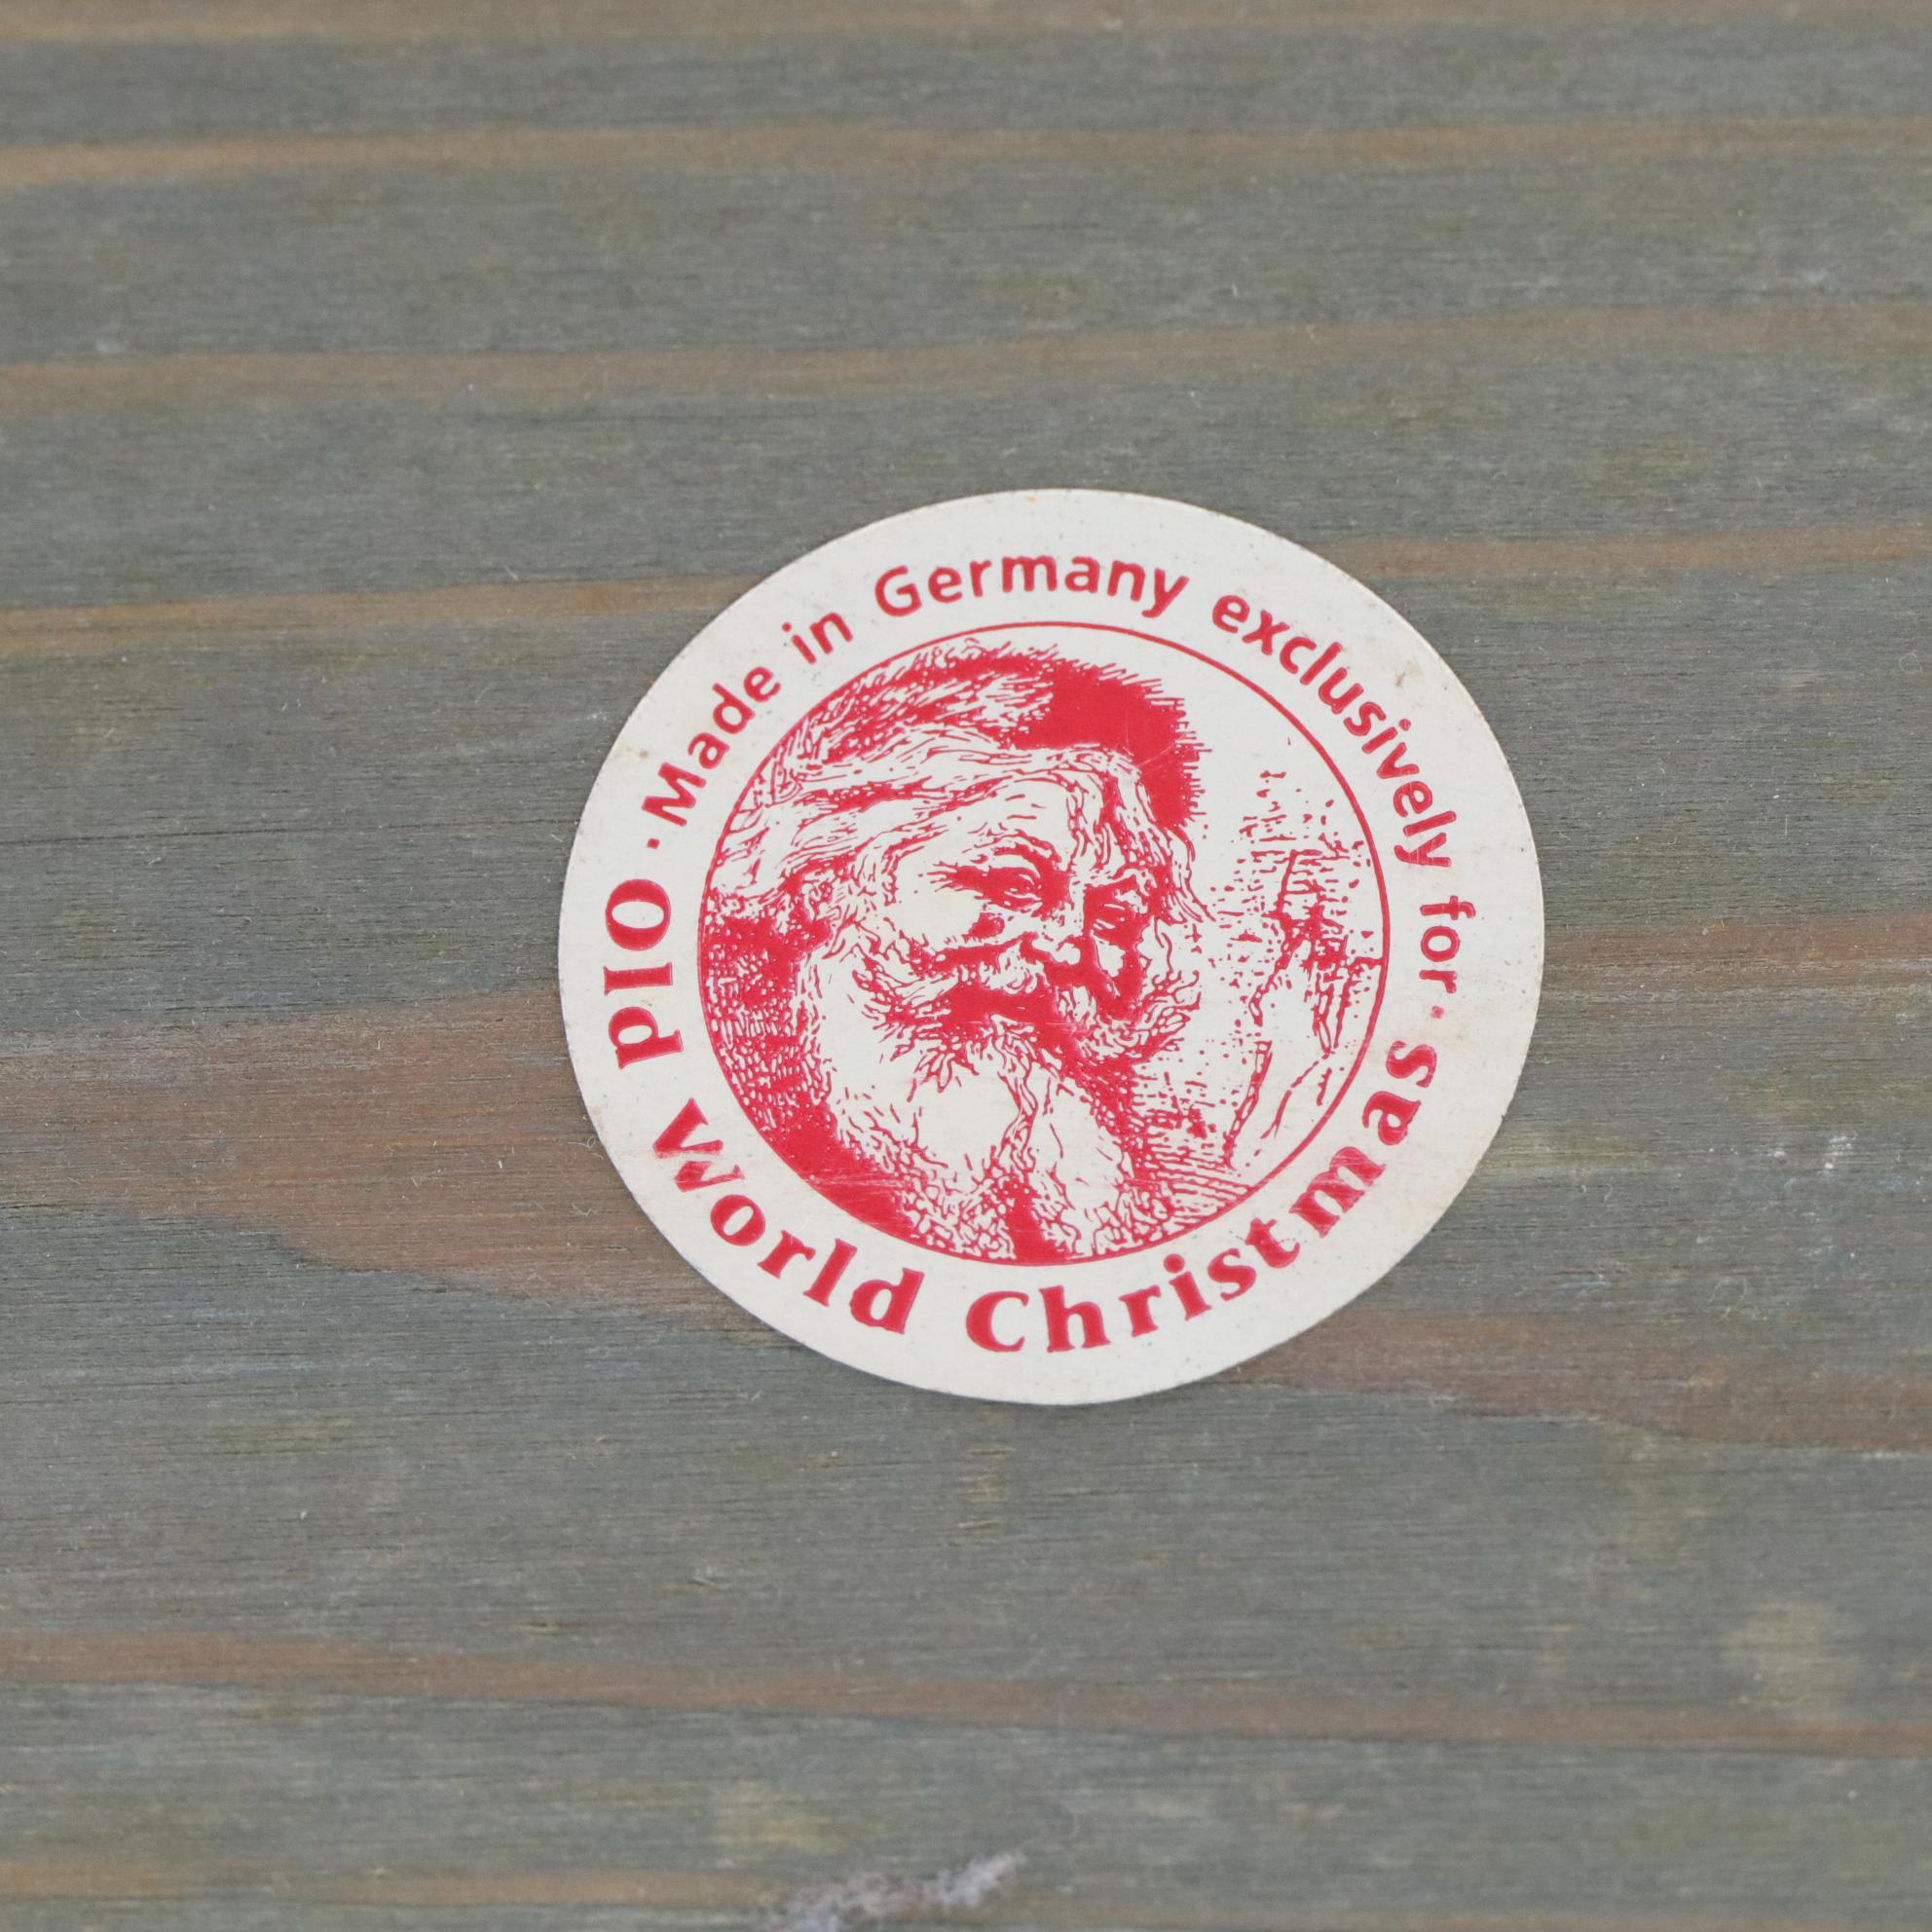 · Made in Germany exclusively for ·
Old World Christmas